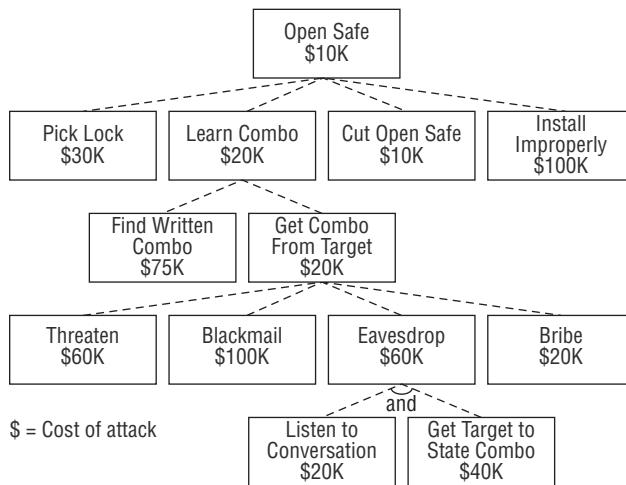 Open Safe
$10K
Pick Lock
$30K
Learn Combo
$20K
Cut Open Safe
$10K
Install
Improperly
$100K
Find Written
Combo
$75K
Get Combo
From Target
$20K
Threaten
$60K
Blackmail
$100K
Eavesdrop
$60K
Bribe
$20K
and
$ = Cost of attack
Listen to
Conversation
$20K
Get Target to
State Combo
$40K